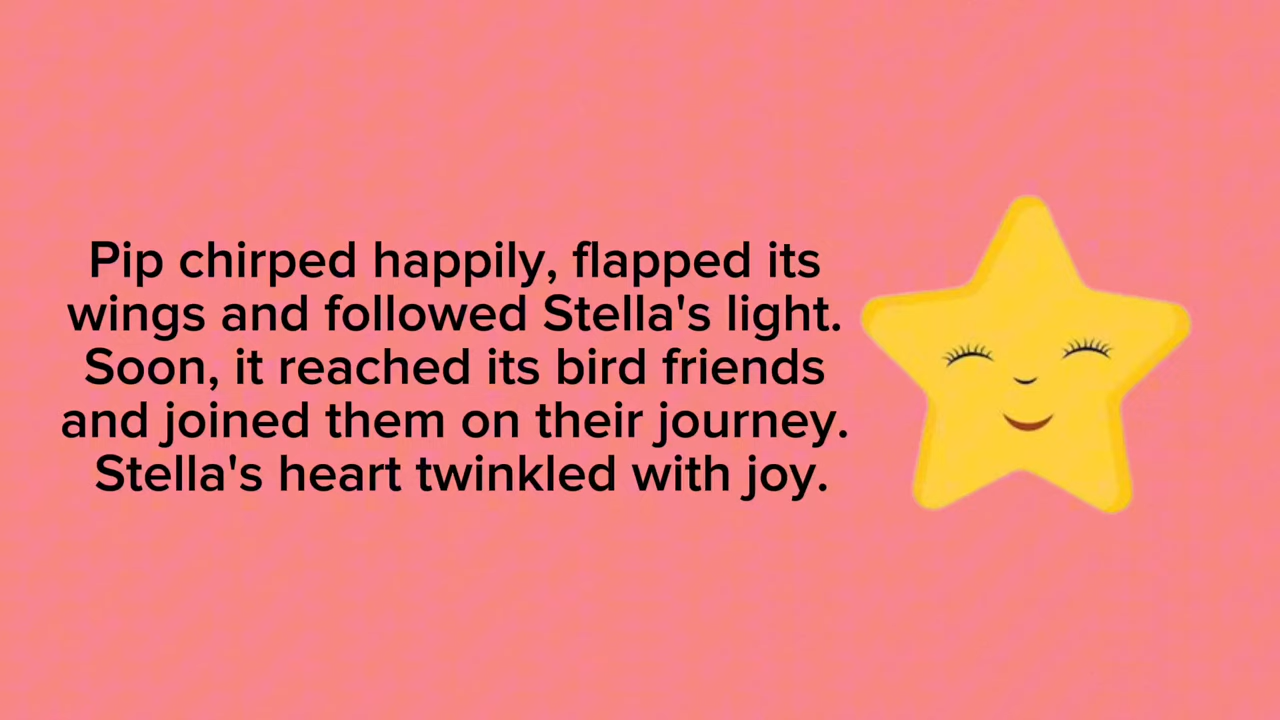 Pip chirped happily, flapped its
wings and followed Stella's light.
Soon, it reached its bird friends
and joined them on their journey.
Stella's heart twinkled with joy.